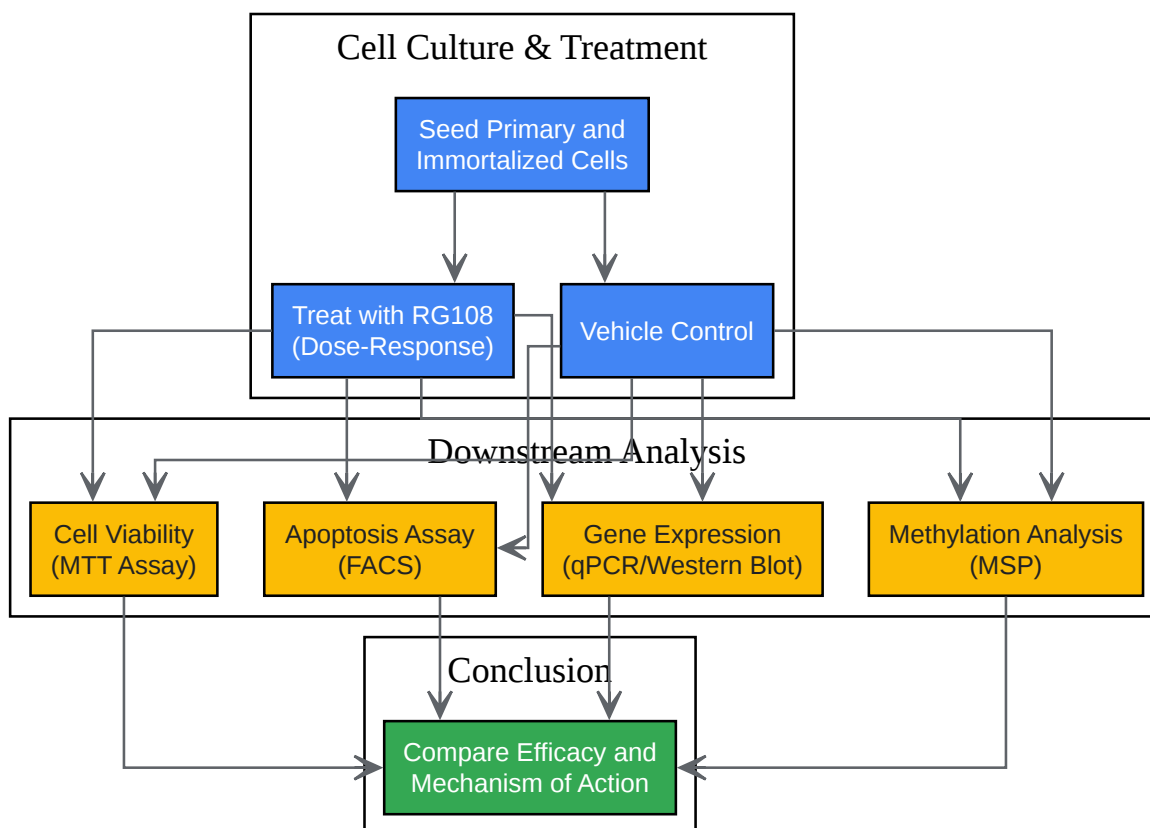 Cell Culture & Treatment
Seed Primary and
Immortalized Cells
Treat with RG108
(Dose-Response)
Vehicle Control
Downstream Analysis
Cell Viability
(MTT Assay)
Apoptosis Assay
(FACS)
Gene Expression
(qPCR/Western Blot)
Methylation Analysis
(MSP)
Conclusion
Compare Efficacy and
Mechanism of Action